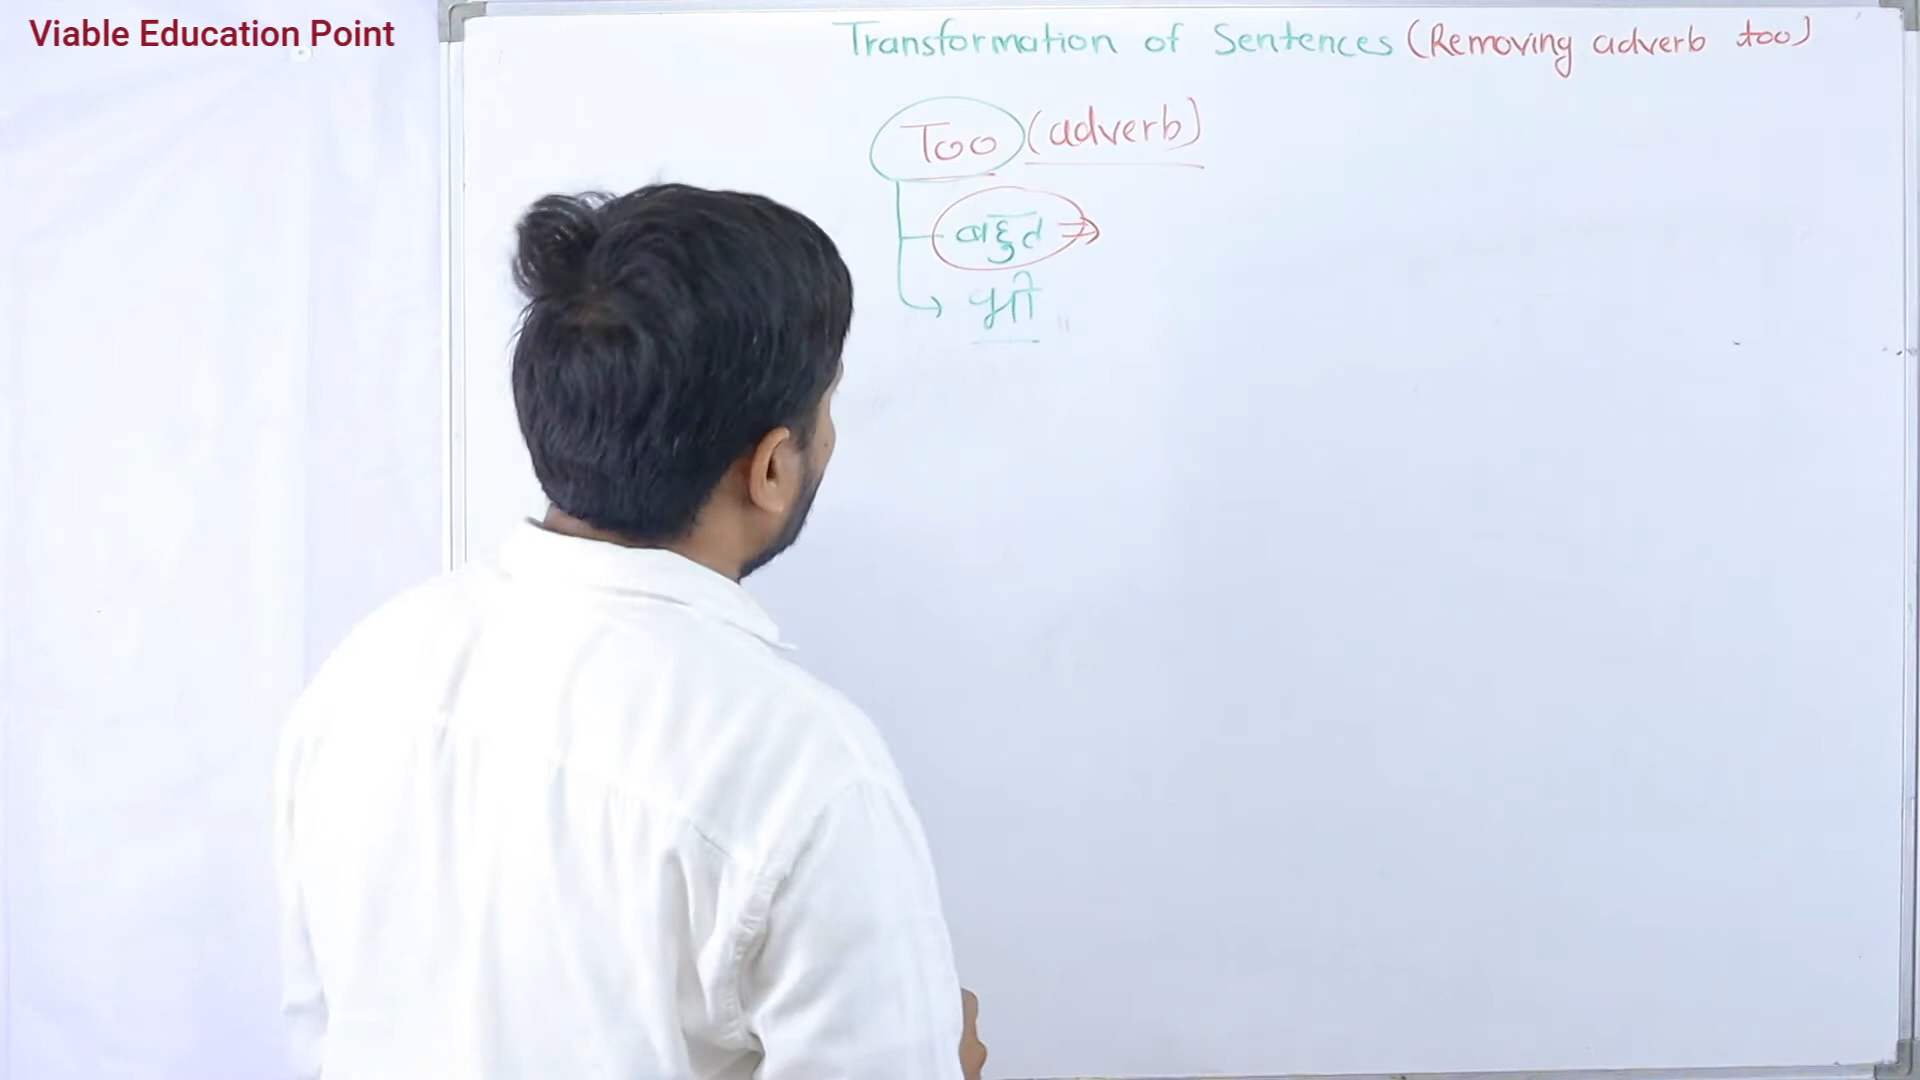 Viable Education Point
Transformation of Sentences (Removing adverb too)
Too (adverb)
बहुत
भी